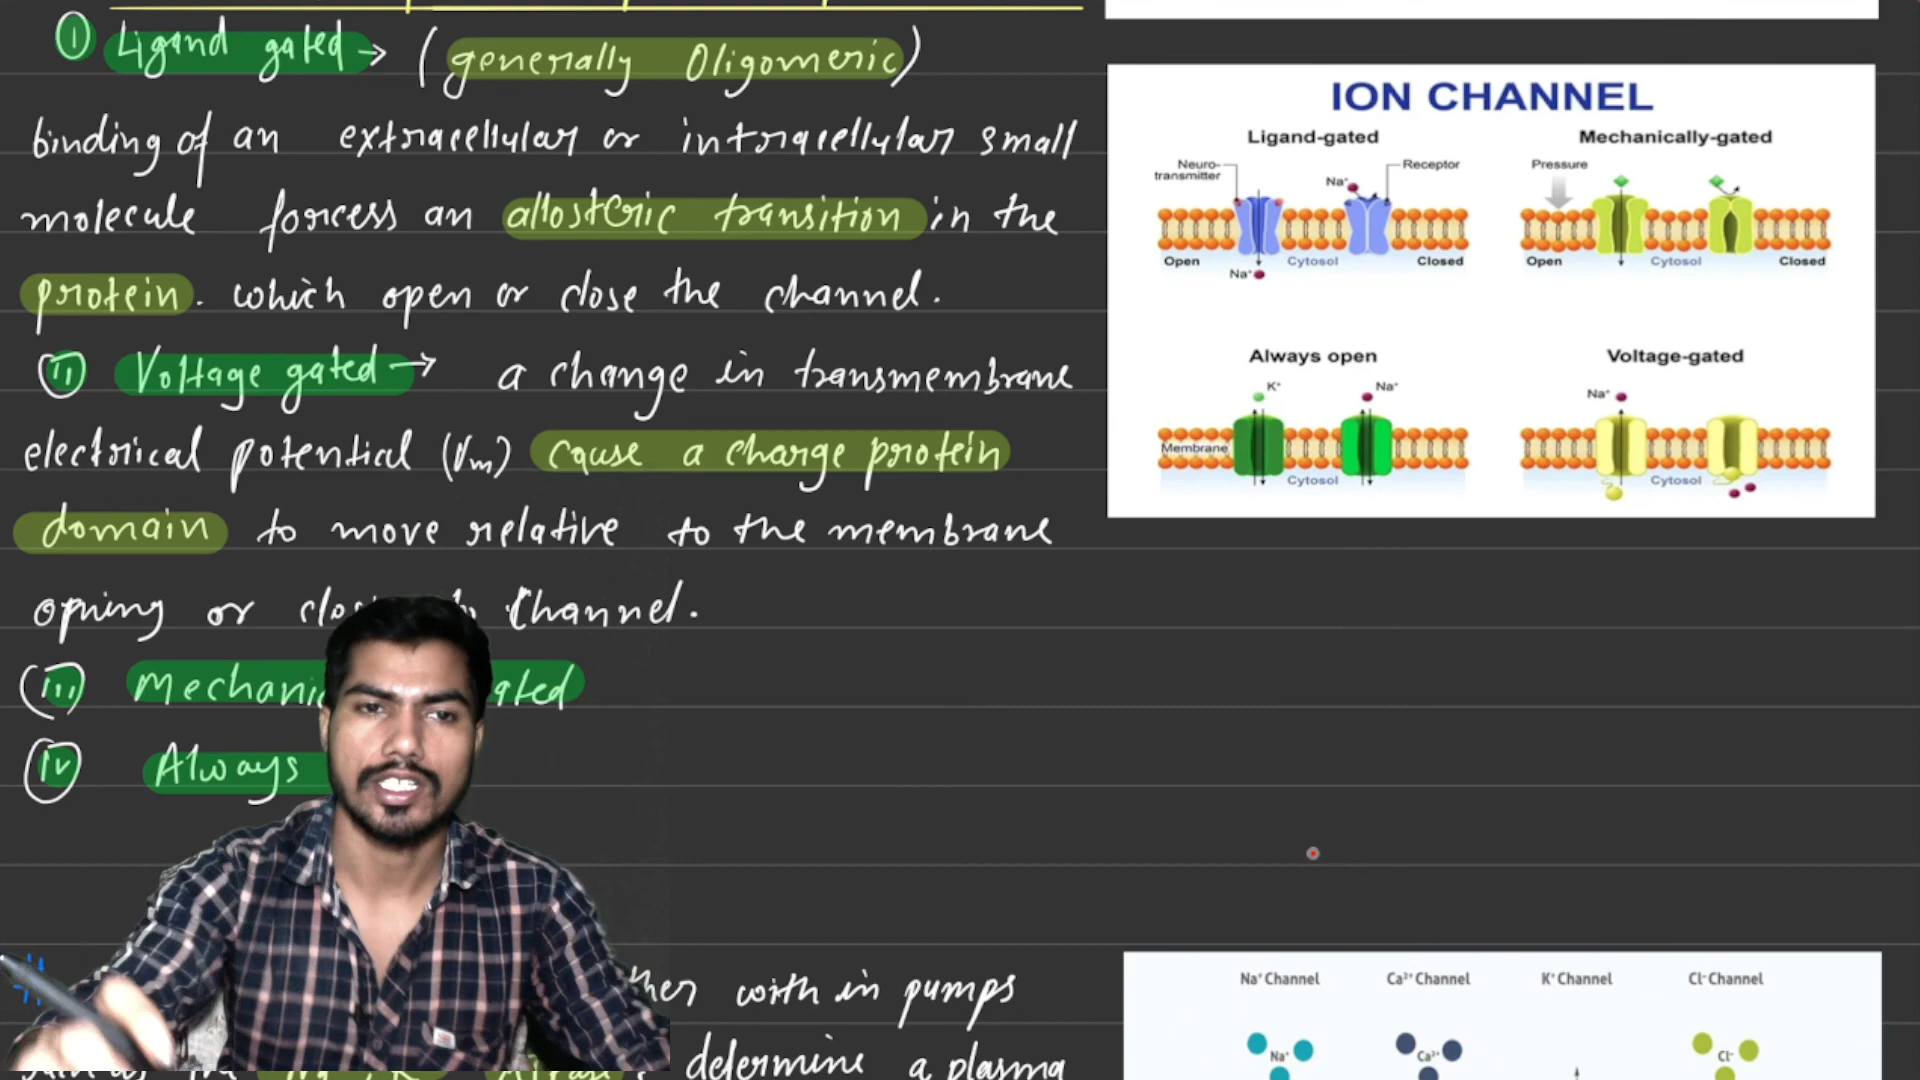 ① Ligand gated → (generally Oligomeric)
binding of an extracellular or intracellular small
molecule forcess an allosteric transition in the
protein. which open or close the channel.
(ii) Voltage gated → a change in transmembrane
electrical potential (Vm) cause a charge protein
domain to move relative to the membrane
opning or Channel.
(iii)
(iv) Always
with in pumps
determine a plasma
ION CHANNEL
Ligand-gated
Neuro-
transmitter
Na⁺
Receptor
Open
Cytosol
Closed
Na⁺
Mechanically-gated
Pressure
Open
Cytosol
Closed
Always open
K⁺
Na⁺
Membrane
Cytosol
Voltage-gated
Na⁺
Cytosol
Na⁺ Channel
Ca²⁺ Channel
K⁺ Channel
Cl⁻ Channel
Na⁺
Ca²⁺
Cl⁻